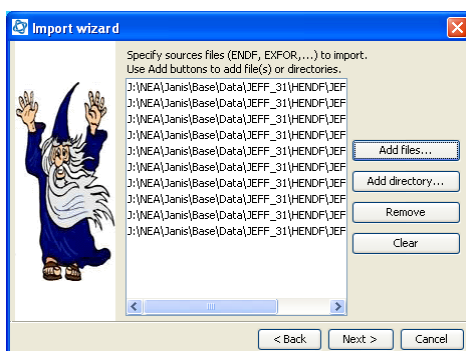 Import wizard
Specify sources files (ENDF, EXFOR,...) to import.
Use Add buttons to add file(s) or directories.
J:\NEA\Janis\Base\Data\JEFF_31\HENDF\JEF
J:\NEA\Janis\Base\Data\JEFF_31\HENDF\JEF
J:\NEA\Janis\Base\Data\JEFF_31\HENDF\JEF
J:\NEA\Janis\Base\Data\JEFF_31\HENDF\JEF
J:\NEA\Janis\Base\Data\JEFF_31\HENDF\JEF
J:\NEA\Janis\Base\Data\JEFF_31\HENDF\JEF
J:\NEA\Janis\Base\Data\JEFF_31\HENDF\JEF
J:\NEA\Janis\Base\Data\JEFF_31\HENDF\JEF
J:\NEA\Janis\Base\Data\JEFF_31\HENDF\JEF
J:\NEA\Janis\Base\Data\JEFF_31\HENDF\JEF
Add files...
Add directory...
Remove
Clear
< Back
Next >
Cancel